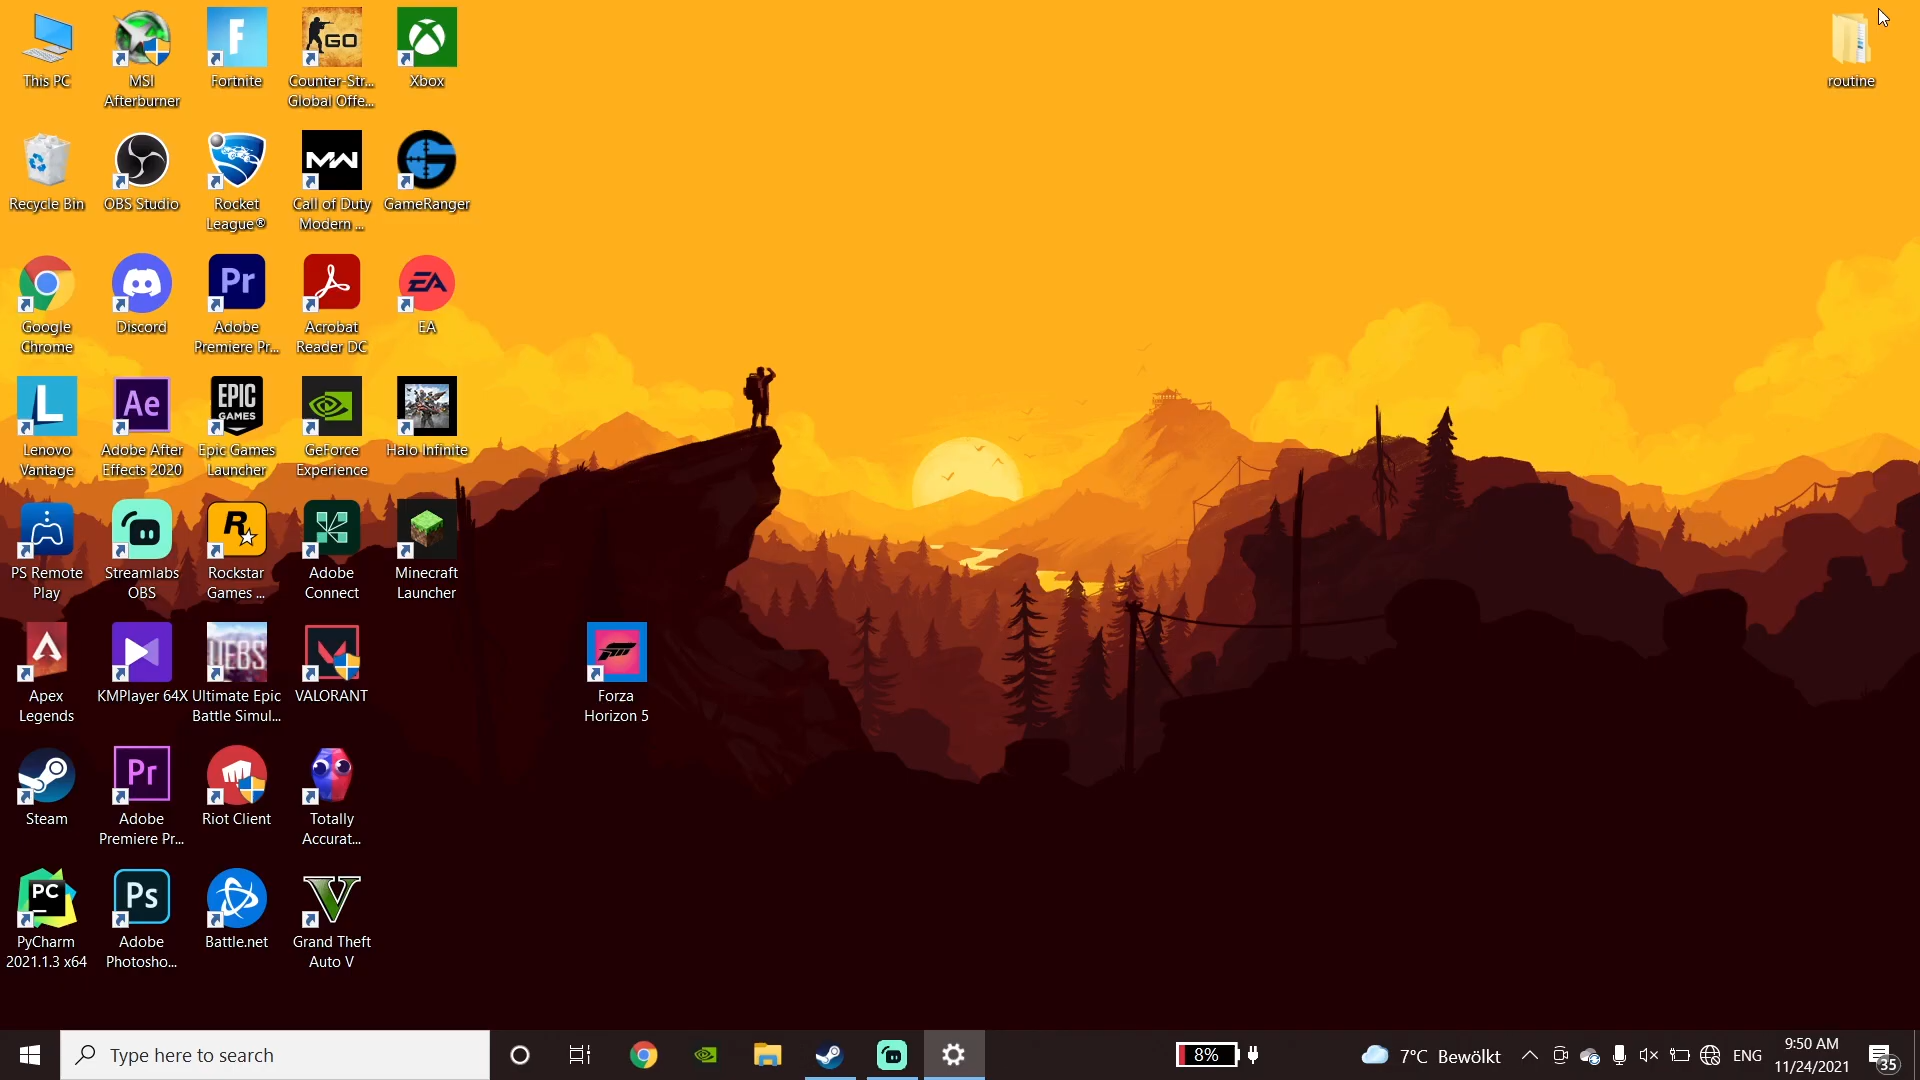 This PC
MSI
Afterburner
Fortnite
Counter-Str...
Global Offe...
Xbox
routine
Recycle Bin
OBS Studio
Rocket
League®
Call of Duty
Modern ...
GameRanger
Google
Chrome
Discord
Adobe
Premiere Pr...
Acrobat
Reader DC
EA
Lenovo
Vantage
Adobe After
Effects 2020
Epic Games
Launcher
GeForce
Experience
Halo Infinite
PS Remote
Play
Streamlabs
OBS
Rockstar
Games ...
Adobe
Connect
Minecraft
Launcher
Apex
Legends
KMPlayer 64X
Ultimate Epic
Battle Simul...
VALORANT
Forza
Horizon 5
Steam
Adobe
Premiere Pr...
Riot Client
Totally
Accurat...
PyCharm
2021.1.3 x64
Adobe
Photosho...
Battle.net
Grand Theft
Auto V
F
GO
MW
Pr
EA
L
Ae
EPIC
GAMES
R
UEBS
Pr
PC
Ps
V
Type here to search
8%
7°C Bewölkt
ENG
9:50 AM
11/24/2021
35